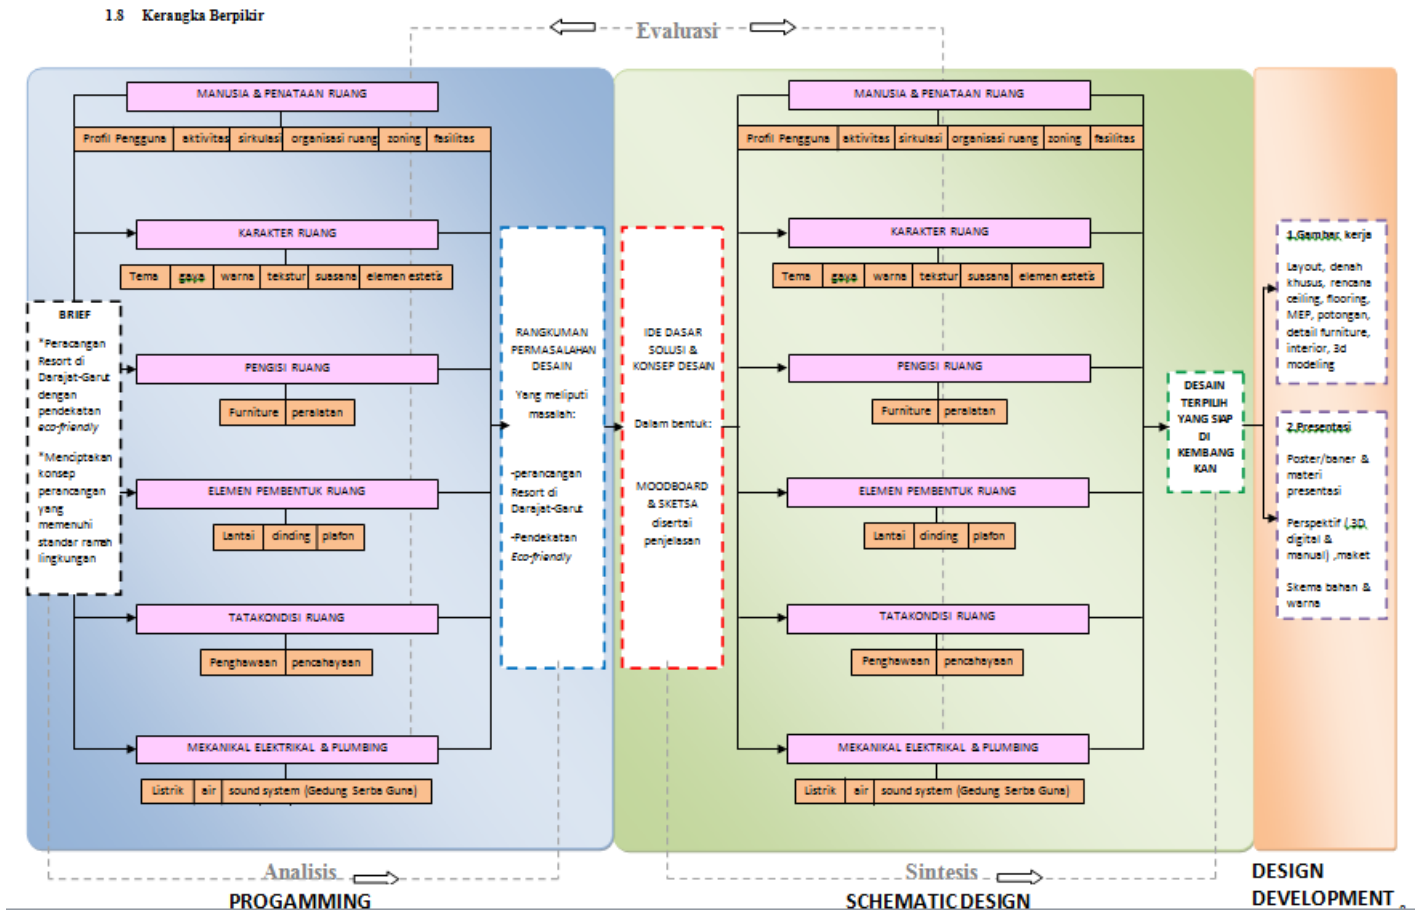 1.8 Kerangka Berpikir
Evaluasi
MANUSIA & PENATAAN RUANG
Profil Pengguna aktivitas sirkulasi organisasi ruang zoning fasilitas
KARAKTER RUANG
Tema gaya warna tekstur suasana elemen estetis
BRIEF
*Peracangan
Resort di
Darajat-Garut
dengan
pendekatan
eco-friendly
*Menciptakan
konsep
perancangan
yang
memenuhi
standar ramah
lingkungan
PENGISI RUANG
Furniture peralatan
ELEMEN PEMBENTUK RUANG
Lantai dinding plafon
TATAKONDISI RUANG
Penghawaan pencahayaan
MEKANIKAL ELEKTRIKAL & PLUMBING
Listrik air sound system (Gedung Serba Guna)
RANGKUMAN
PERMASALAHAN
DESAIN
Yang meliputi
masalah:
-perancangan
Resort di
Darajat-Garut
-Pendekatan
Eco-friendly
Analisis
PROGAMMING
IDE DASAR
SOLUSI &
KONSEP DESAIN
Dalam bentuk:
MOODBOARD
& SKETSA
disertai
penjelasan
MANUSIA & PENATAAN RUANG
Profil Pengguna aktivitas sirkulasi organisasi ruang zoning fasilitas
KARAKTER RUANG
Tema gaya warna tekstur suasana elemen estetis
PENGISI RUANG
Furniture peralatan
ELEMEN PEMBENTUK RUANG
Lantai dinding plafon
TATAKONDISI RUANG
Penghawaan pencahayaan
MEKANIKAL ELEKTRIKAL & PLUMBING
Listrik air sound system (Gedung Serba Guna)
DESAIN
TERPILIH
YANG SIAP
DI
KEMBANG
KAN
Sintesis
SCHEMATIC DESIGN
1.Gambar kerja
Layout, denah
khusus, rencana
ceiling, flooring,
MEP, potongan,
detail furniture,
interior, 3d
modeling
2.Presentasi
Poster/baner &
materi
presentasi
Perspektif (,3D,
digital &
manual) ,maket
Skema bahan &
warna
DESIGN
DEVELOPMENT